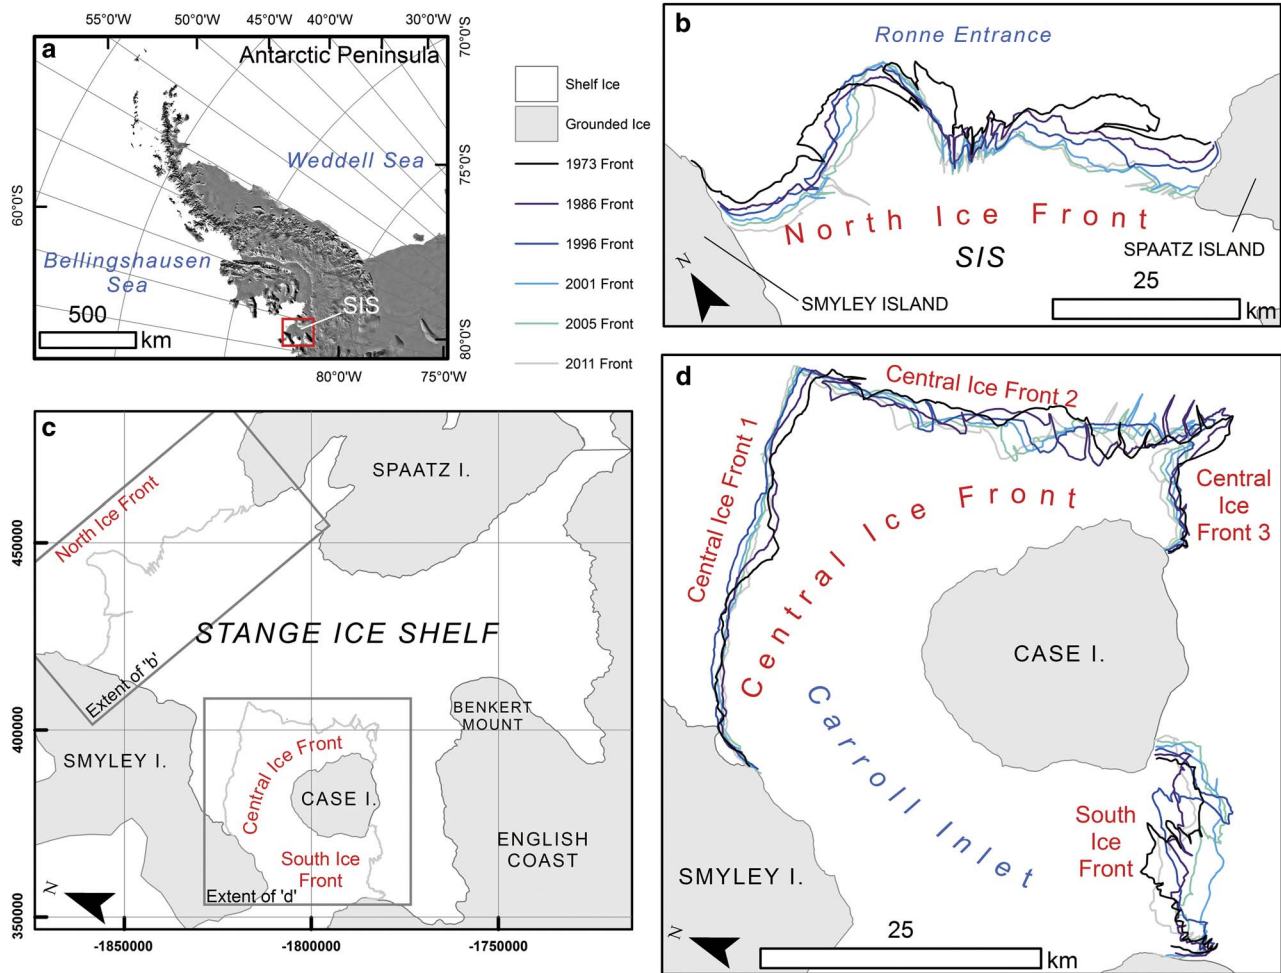 55°0'W
50°0'W
45°0'W
40°0'W
30°0'W
70°0'S
a
Antarctic Peninsula
Weddell Sea
75°0'S
60°0'W
Bellingshausen
Sea
SIS
500
km
80°0'S
80°0'W
75°0'W
Shelf Ice
Grounded Ice
1973 Front
1986 Front
1996 Front
2001 Front
2005 Front
2011 Front
b
Ronne Entrance
North Ice Front
SIS
SPAATZ ISLAND
SMYLEY ISLAND
N
25
km
c
SPAATZ I.
North Ice Front
450000
STANGE ICE SHELF
Extent of 'b'
BENKERT
MOUNT
400000
SMYLEY I.
Central Ice Front
CASE I.
ENGLISH
COAST
South Ice
Front
N
Extent of 'd'
350000
-1850000
-1800000
-1750000
d
Central Ice Front 2
Central Ice Front 1
Central
Ice
Front 3
Central Ice Front
CASE I.
Carroll Inlet
South
Ice
Front
SMYLEY I.
N
25
km